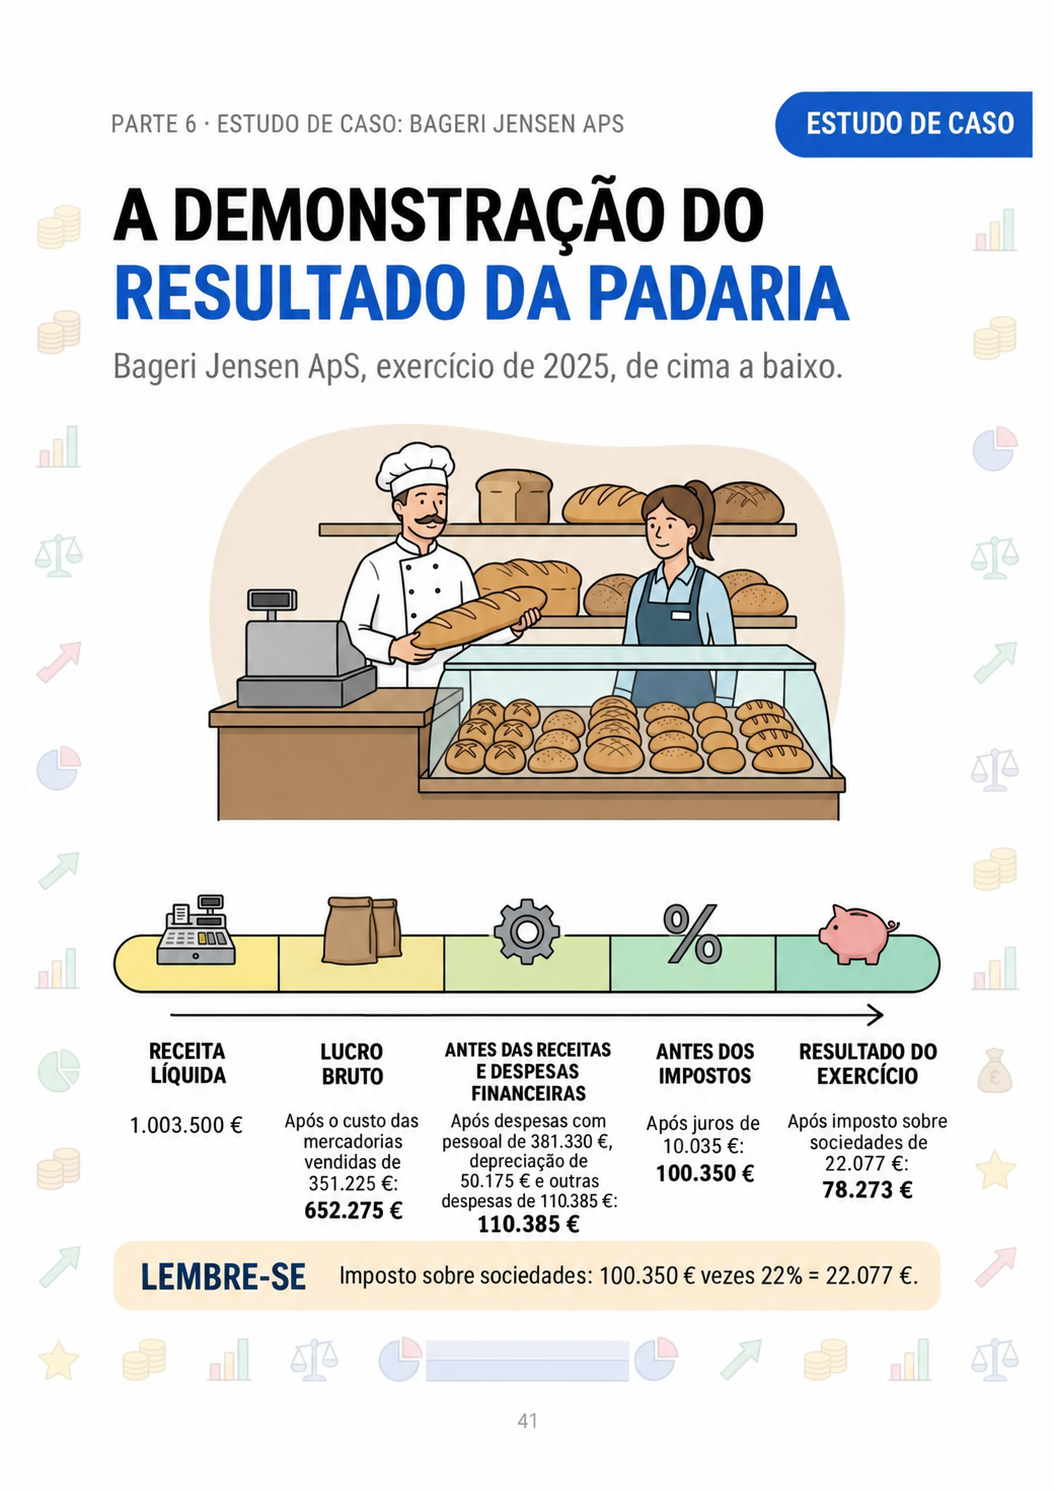 PARTE 6 · ESTUDO DE CASO: BAGERI JENSEN APS
ESTUDO DE CASO
A DEMONSTRAÇÃO DO
RESULTADO DA PADARIA
Bageri Jensen ApS, exercício de 2025, de cima a baixo.
RECEITA
LÍQUIDA
1.003.500 €
LUCRO
BRUTO
Após o custo das
mercadorias
vendidas de
351.225 €:
652.275 €
ANTES DAS RECEITAS
E DESPESAS
FINANCEIRAS
Após despesas com
pesoal de 381.330 €,
depreciação de
50.175 € e outras
despesas de 110.385 €:
110.385 €
ANTES DOS
IMPOSTOS
Após juros de
10.035 €:
100.350 €
RESULTADO DO
EXERCÍCIO
Após imposto sobre
sociedades de
22.077 €:
78.273 €
LEMBRE-SE
Imposto sobre sociedades: 100.350 € vezes 22% = 22.077 €.
41